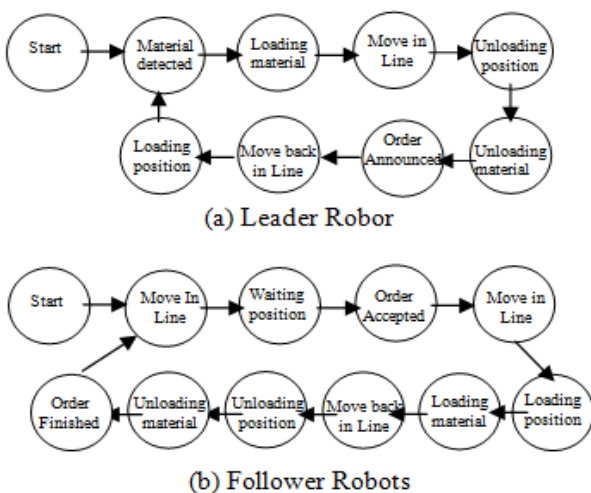 Start
Material
detected
Loading
material
Move in
Line
Unloading
position
Loading
position
Move back
in Line
Order
Announced
Unloading
material
(a) Leader Robor
Start
Move In
Line
Waiting
position
Order
Accepted
Move in
Line
Order
Finished
Unloading
material
Unloading
position
Move back
in Line
Loading
material
Loading
position
(b) Follower Robots